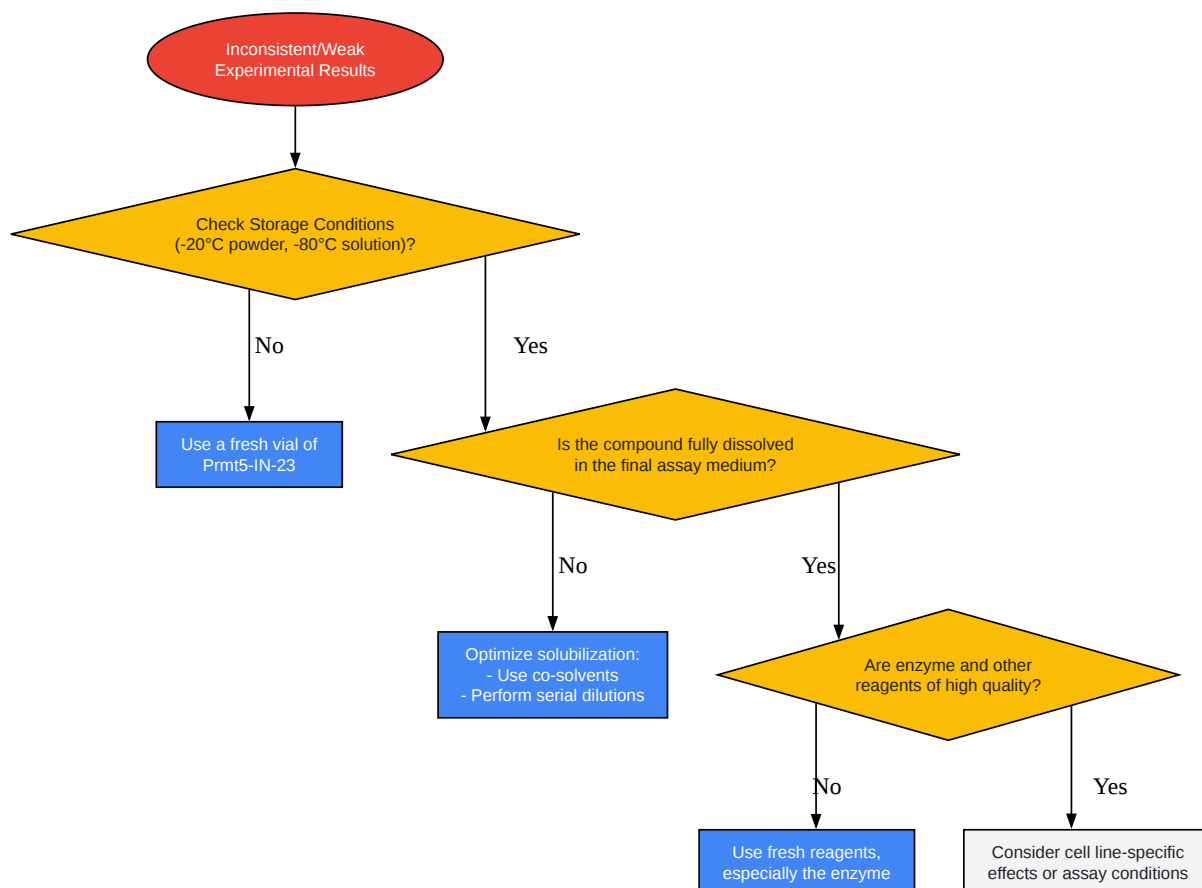 Inconsistent/Weak
Experimental Results
Check Storage Conditions
(-20°C powder, -80°C solution)?
No
Yes
Use a fresh vial of
Prmt5-IN-23
Is the compound fully dissolved
in the final assay medium?
No
Yes
Optimize solubilization:
- Use co-solvents
- Perform serial dilutions
Are enzyme and other
reagents of high quality?
No
Yes
Use fresh reagents,
especially the enzyme
Consider cell line-specific
effects or assay conditions